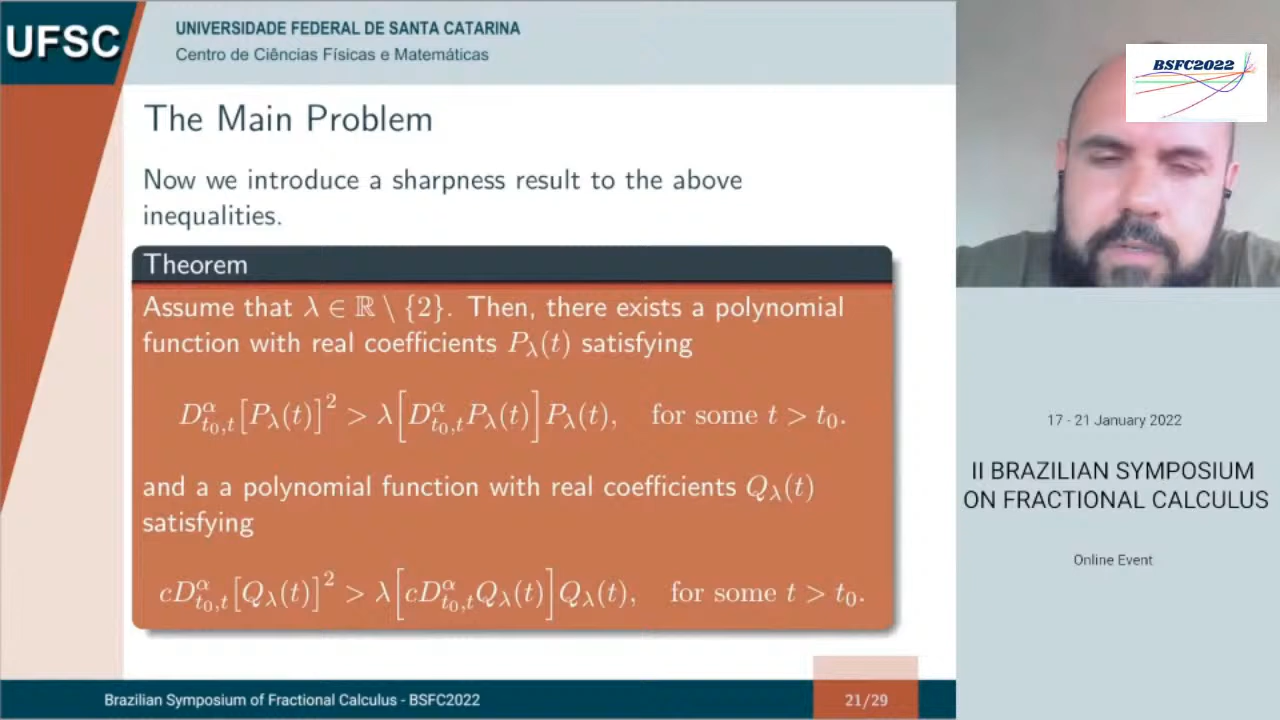 UFSC
UNIVERSIDADE FEDERAL DE SANTA CATARINA
Centro de Ciências Físicas e Matemáticas
The Main Problem
Now we introduce a sharpness result to the above
inequalities.
Theorem
Assume that λ ∈ ℝ \ {2}. Then, there exists a polynomial
function with real coefficients P_λ(t) satisfying
D^α_{t_0,t}[P_λ(t)]^2 > λ[D^α_{t_0,t}P_λ(t)]P_λ(t), for some t > t_0.
and a a polynomial function with real coefficients Q_λ(t)
satisfying
cD^α_{t_0,t}[Q_λ(t)]^2 > λ[cD^α_{t_0,t}Q_λ(t)]Q_λ(t), for some t > t_0.
Brazilian Symposium of Fractional Calculus - BSFC2022
21/29
BSFC2022
17 - 21 January 2022
II BRAZILIAN SYMPOSIUM
ON FRACTIONAL CALCULUS
Online Event